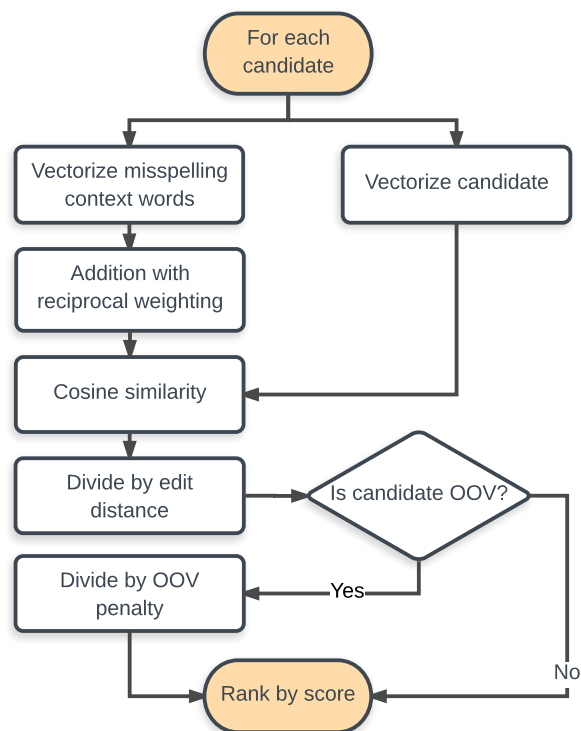 For each
candidate
Vectorize misspelling
context words
Vectorize candidate
Addition with
reciprocal weighting
Cosine similarity
Divide by edit
distance
Is candidate OOV?
Divide by OOV
penalty
Yes
No
Rank by score